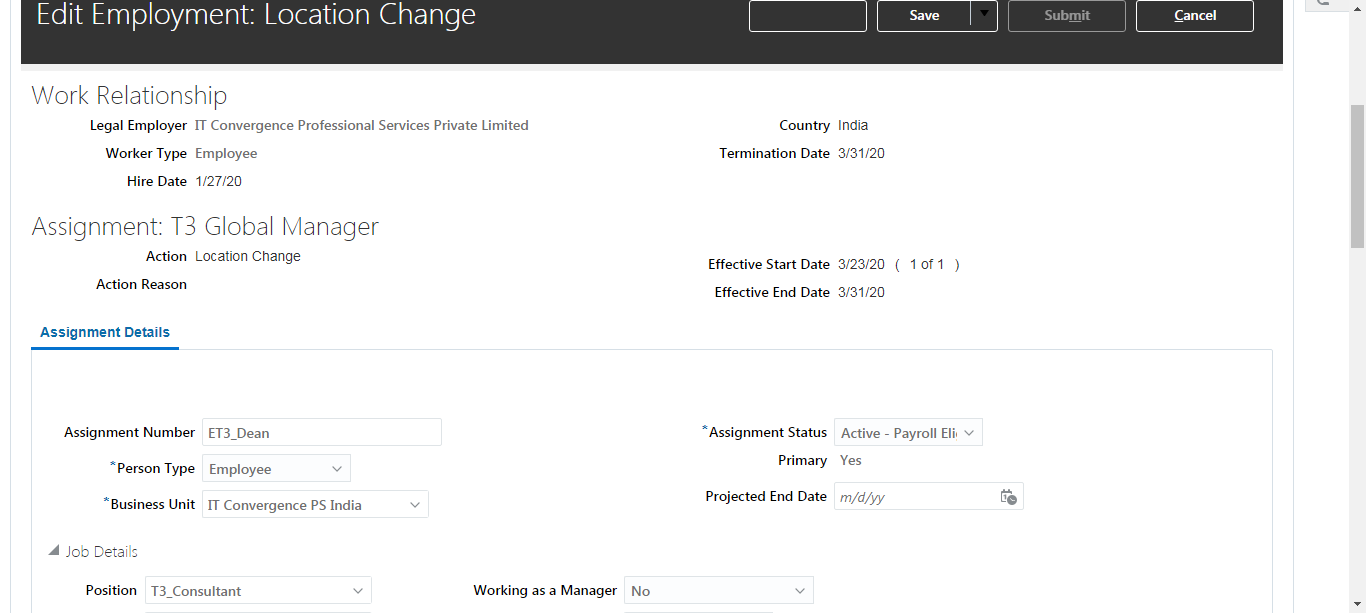 Edit Employment: Location Change
Save
Submit
Cancel
Work Relationship
Legal Employer IT Convergence Professional Services Private Limited
Country India
Worker Type Employee
Termination Date 3/31/20
Hire Date 1/27/20
Assignment: T3 Global Manager
Action Location Change
Effective Start Date 3/23/20 ( 1 of 1 )
Action Reason
Effective End Date 3/31/20
Assignment Details
Assignment Number ET3_Dean
*Assignment Status Active - Payroll Eli
*Person Type Employee
Primary Yes
*Business Unit IT Convergence PS India
Projected End Date m/d/yy
Job Details
Position T3_Consultant
Working as a Manager No